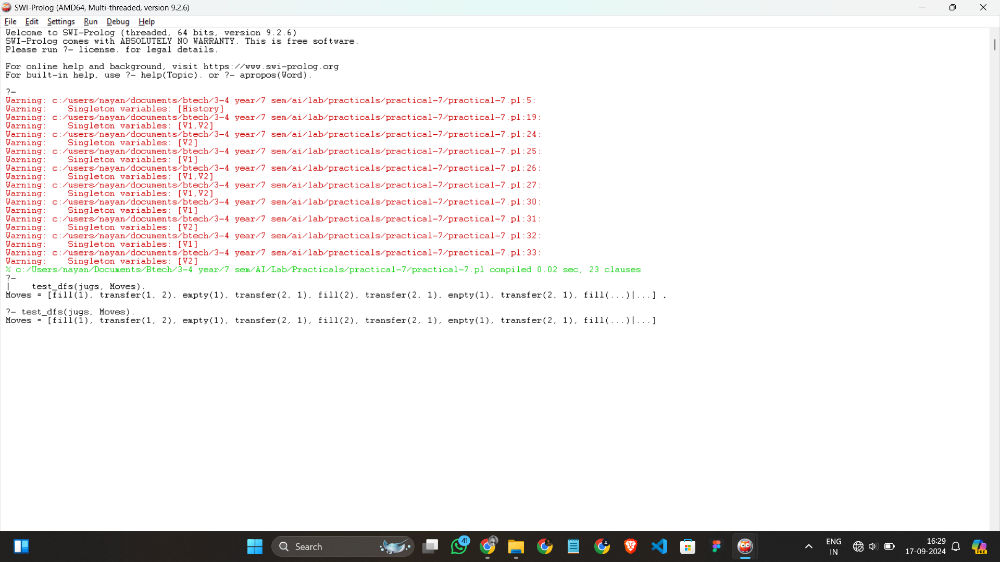 SWI-Prolog (AMD64, Multi-threaded, version 9.2.6)
File Edit Settings Run Debug Help
Welcome to SWI-Prolog (threaded, 64 bits, version 9.2.6)
SWI-Prolog comes with ABSOLUTELY NO WARRANTY. This is free software.
Please run ?- license. for legal details.
For online help and background, visit https://www.swi-prolog.org
For built-in help, use ?- help(Topic). or ?- apropos(Word).
?-
Warning: c:/users/nayan/documents/btech/3-4 year/7 sem/ai/lab/practicals/practical-7/practical-7.pl:5:
Warning:    Singleton variables: [History]
Warning: c:/users/nayan/documents/btech/3-4 year/7 sem/ai/lab/practicals/practical-7/practical-7.pl:19:
Warning:    Singleton variables: [V1,V2]
Warning: c:/users/nayan/documents/btech/3-4 year/7 sem/ai/lab/practicals/practical-7/practical-7.pl:24:
Warning:    Singleton variables: [V2]
Warning: c:/users/nayan/documents/btech/3-4 year/7 sem/ai/lab/practicals/practical-7/practical-7.pl:25:
Warning:    Singleton variables: [V1]
Warning: c:/users/nayan/documents/btech/3-4 year/7 sem/ai/lab/practicals/practical-7/practical-7.pl:26:
Warning:    Singleton variables: [V1,V2]
Warning: c:/users/nayan/documents/btech/3-4 year/7 sem/ai/lab/practicals/practical-7/practical-7.pl:27:
Warning:    Singleton variables: [V1,V2]
Warning: c:/users/nayan/documents/btech/3-4 year/7 sem/ai/lab/practicals/practical-7/practical-7.pl:30:
Warning:    Singleton variables: [V1]
Warning: c:/users/nayan/documents/btech/3-4 year/7 sem/ai/lab/practicals/practical-7/practical-7.pl:31:
Warning:    Singleton variables: [V2]
Warning: c:/users/nayan/documents/btech/3-4 year/7 sem/ai/lab/practicals/practical-7/practical-7.pl:32:
Warning:    Singleton variables: [V1]
Warning: c:/users/nayan/documents/btech/3-4 year/7 sem/ai/lab/practicals/practical-7/practical-7.pl:33:
Warning:    Singleton variables: [V2]
% c:/Users/nayan/Documents/Btech/3-4 year/7 sem/AI/Lab/Practicals/practical-7/practical-7.pl compiled 0.02 sec, 23 clauses
?-
|    test_dfs(jugs, Moves).
Moves = [fill(1), transfer(1, 2), empty(1), transfer(2, 1), fill(2), transfer(2, 1), empty(1), transfer(2, 1), fill(...)|...] .
?- test_dfs(jugs, Moves).
Moves = [fill(1), transfer(1, 2), empty(1), transfer(2, 1), fill(2), transfer(2, 1), empty(1), transfer(2, 1), fill(...)|...]
Search
41
ENG
IN
16:29
17-09-2024
PRE